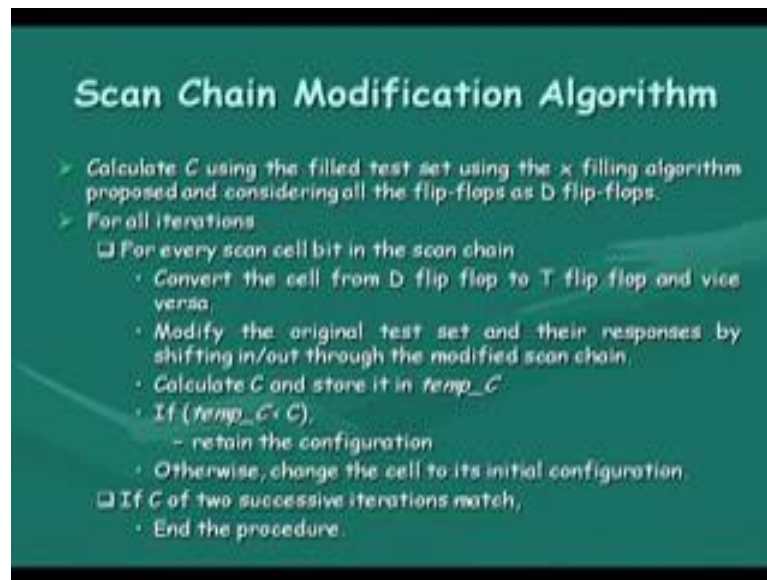 Scan Chain Modification Algorithm
Calculate C using the filled test set using the x filling algorithm
proposed and considering all the flip-flops as D flip-flops.
For all iterations
For every scan cell bit in the scan chain
Convert the cell from D flip flop to T flip flop and vice
versa.
Modify the original test set and their responses by
shifting in/out through the modified scan chain
Calculate C and store it in temp_C
If (temp_C < C),
– retain the configuration
Otherwise, change the cell to its initial configuration.
If C of two successive iterations match,
End the procedure.